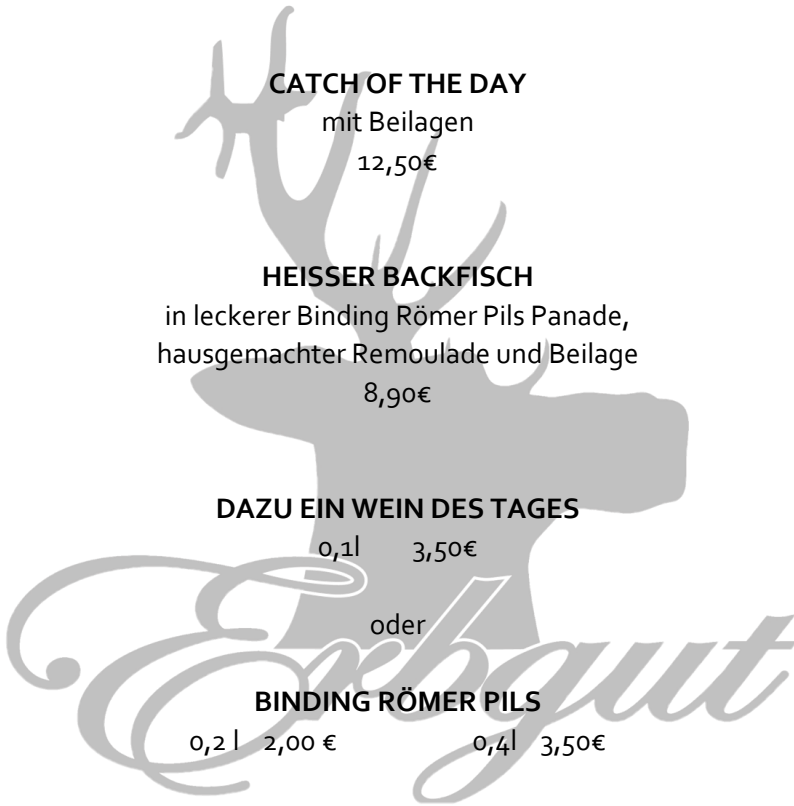 CATCH OF THE DAY
mit Beilagen
12,50€
HEISSER BACKFISCH
in leckerer Binding Römer Pils Panade,
hausgemachter Remoulade und Beilage
8,90€
DAZU EIN WEIN DES TAGES
0,1l 3,50€
oder
Erbgut
BINDING RÖMER PILS
0,2 l 2,00 € 0,4l 3,50€